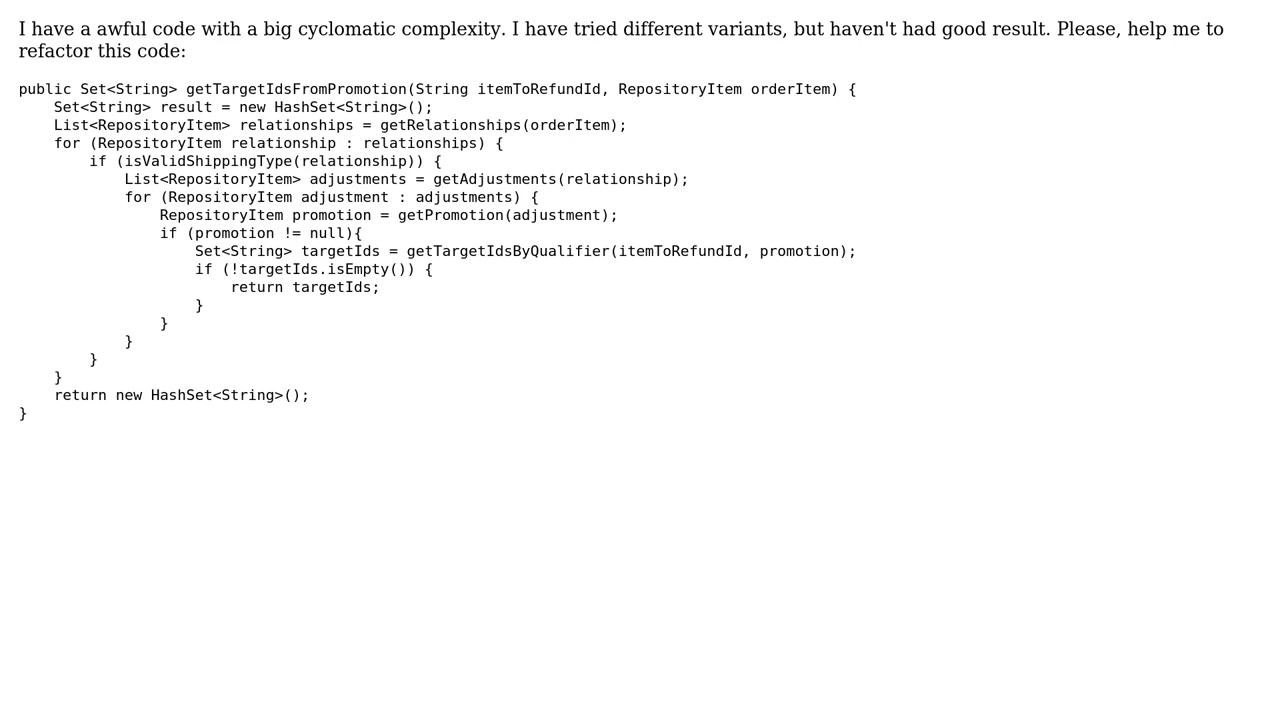 I have a awful code with a big cyclomatic complexity. I have tried different variants, but haven't had good result. Please, help me to
refactor this code:
public Set<String> getTargetIdsFromPromotion(String itemToRefundId, RepositoryItem orderItem) {
    Set<String> result = new HashSet<String>();
    List<RepositoryItem> relationships = getRelationships(orderItem);
    for (RepositoryItem relationship : relationships) {
        if (isValidShippingType(relationship)) {
            List<RepositoryItem> adjustments = getAdjustments(relationship);
            for (RepositoryItem adjustment : adjustments) {
                RepositoryItem promotion = getPromotion(adjustment);
                if (promotion != null){
                    Set<String> targetIds = getTargetIdsByQualifier(itemToRefundId, promotion);
                    if (!targetIds.isEmpty()) {
                        return targetIds;
                    }
                }
            }
        }
    }
    return new HashSet<String>();
}